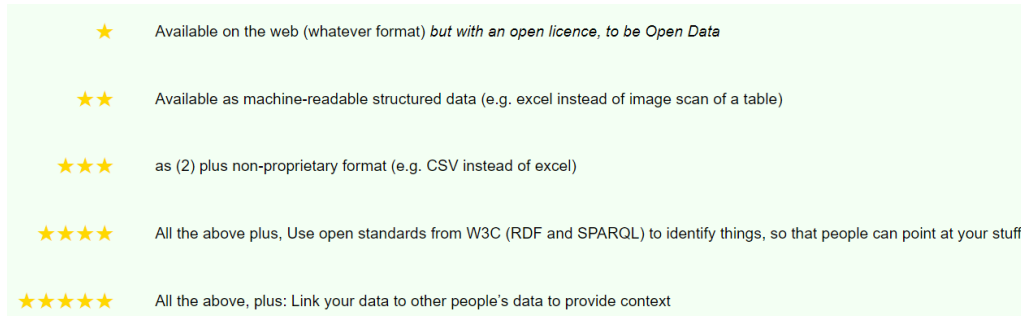 ★ Available on the web (whatever format) but with an open licence, to be Open Data
★★ Available as machine-readable structured data (e.g. excel instead of image scan of a table)
★★★ as (2) plus non-proprietary format (e.g. CSV instead of excel)
★★★★ All the above plus, Use open standards from W3C (RDF and SPARQL) to identify things, so that people can point at your stuff
★★★★★ All the above, plus: Link your data to other people’s data to provide context